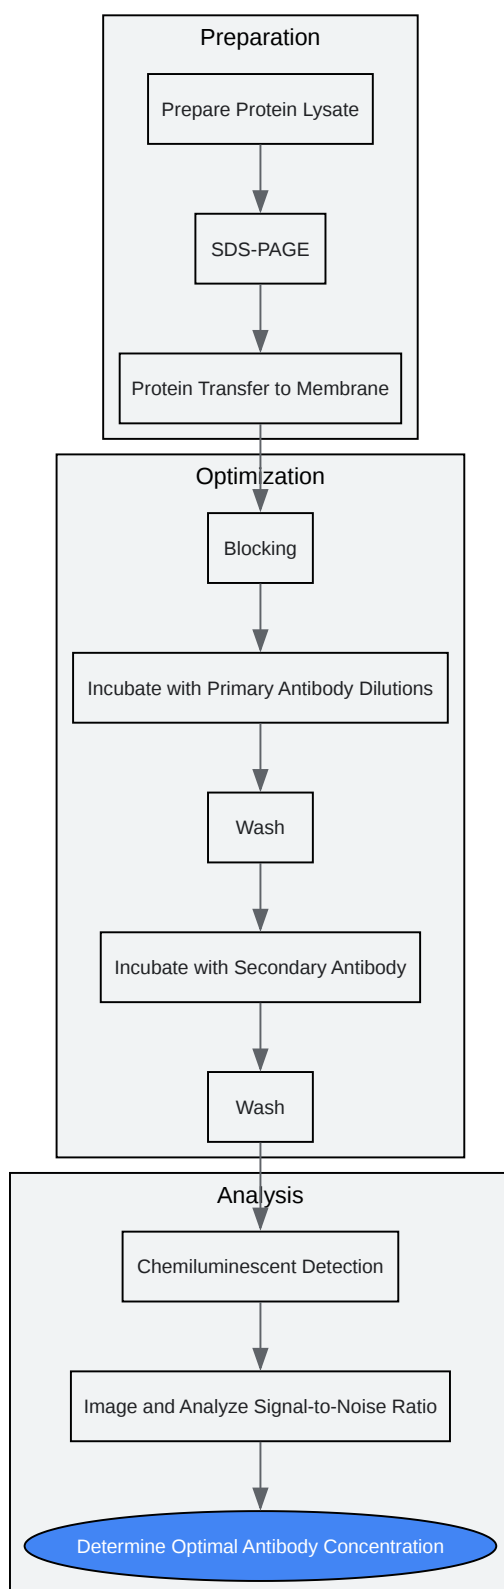 Preparation
Prepare Protein Lysate
SDS-PAGE
Protein Transfer to Membrane
Optimization
Blocking
Incubate with Primary Antibody Dilutions
Wash
Incubate with Secondary Antibody
Wash
Analysis
Chemiluminescent Detection
Image and Analyze Signal-to-Noise Ratio
Determine Optimal Antibody Concentration